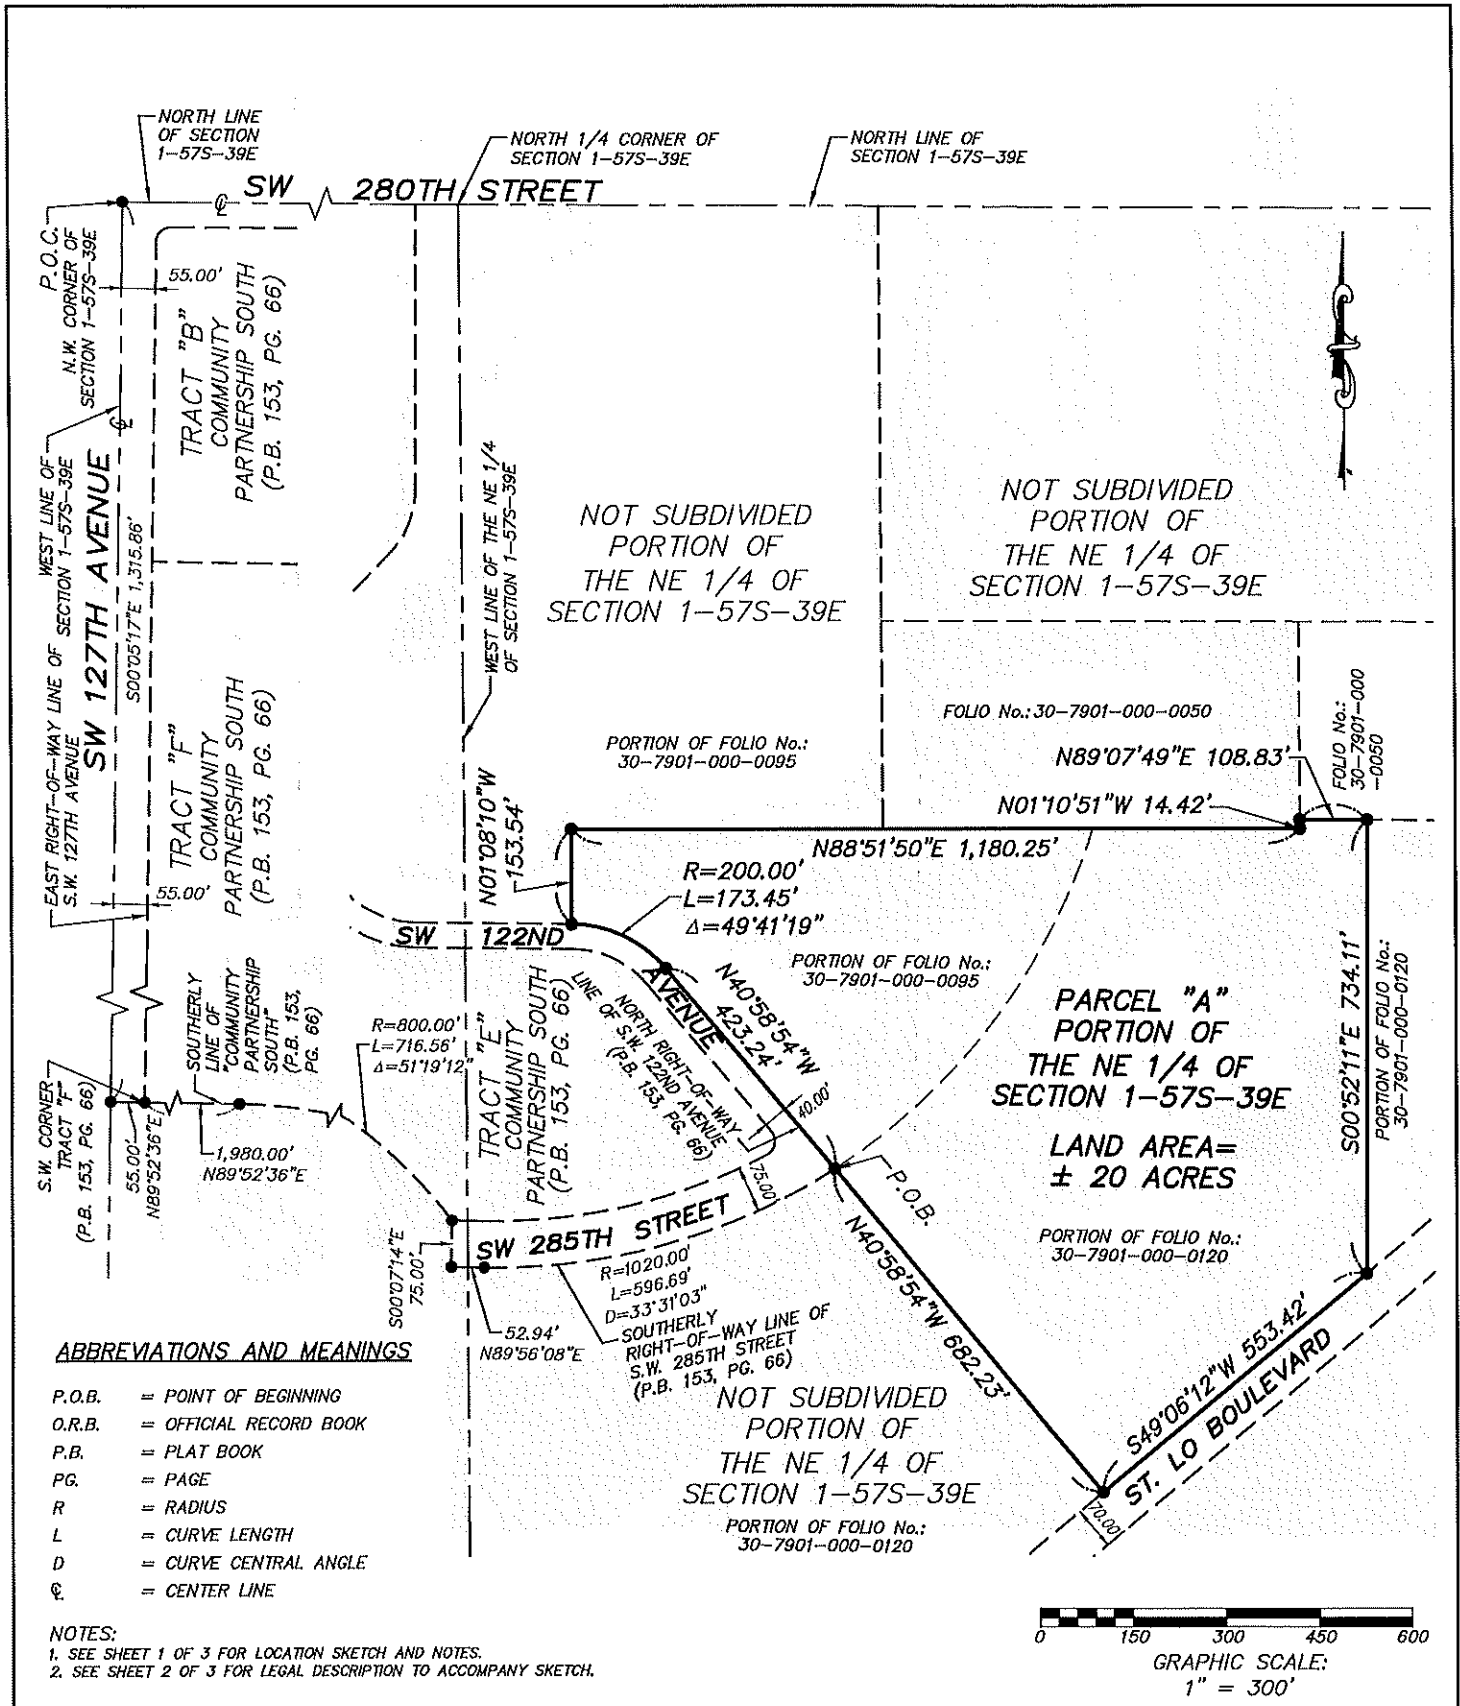 NORTH LINE
OF SECTION
1-57S-39E
NORTH 1/4 CORNER OF
SECTION 1-57S-39E
NORTH LINE OF
SECTION 1-57S-39E
SW 280TH STREET
℄
P.O.C.
N.W. CORNER OF
SECTION 1-57S-39E
55.00'
TRACT "B"
COMMUNITY
PARTNERSHIP SOUTH
(P.B. 153, PG. 66)
WEST LINE OF
SECTION 1-57S-39E
℄
SW 127TH AVENUE
S00°05'17"E 1,315.86'
EAST RIGHT-OF-WAY LINE OF
S.W. 127TH AVENUE
WEST LINE OF THE NE 1/4
OF SECTION 1-57S-39E
NOT SUBDIVIDED
PORTION OF
THE NE 1/4 OF
SECTION 1-57S-39E
NOT SUBDIVIDED
PORTION OF
THE NE 1/4 OF
SECTION 1-57S-39E
TRACT "F"
COMMUNITY
PARTNERSHIP SOUTH
(P.B. 153, PG. 66)
55.00'
FOLIO No.: 30-7901-000-0050
FOLIO No.:
30-7901-000
-0050
PORTION OF FOLIO No.:
30-7901-000-0095
N89°07'49"E 108.83'
N01°10'51"W 14.42'
N88°51'50"E 1,180.25'
N01°08'10"W
153.54'
R=200.00'
L=173.45'
Δ=49°41'19"
SW 122ND
AVENUE
PORTION OF FOLIO No.:
30-7901-000-0095
N40°58'54"W
423.24'
NORTH RIGHT-OF-WAY
LINE OF S.W. 122ND AVENUE
(P.B. 153, PG. 66)
40.00'
PARCEL "A"
PORTION OF
THE NE 1/4 OF
SECTION 1-57S-39E
LAND AREA=
± 20 ACRES
S00°52'11"E 734.11'
PORTION OF FOLIO No.:
30-7901-000-0120
SOUTHERLY
LINE OF
"COMMUNITY
PARTNERSHIP
SOUTH"
(P.B. 153,
PG. 66)
R=800.00'
L=716.56'
Δ=51°19'12"
TRACT "E"
COMMUNITY
PARTNERSHIP SOUTH
(P.B. 153, PG. 66)
S.W. CORNER
TRACT "F"
(P.B. 153, PG. 66)
55.00'
N89°52'36"E
1,980.00'
N89°52'36"E
75.00'
P.O.B.
SW 285TH STREET
S00°07'14"E
75.00'
52.94'
N89°56'08"E
R=1020.00'
L=596.69'
D=33°31'03"
SOUTHERLY
RIGHT-OF-WAY LINE OF
S.W. 285TH STREET
(P.B. 153, PG. 66)
N40°58'54"W 682.23'
PORTION OF FOLIO No.:
30-7901-000-0120
S49°06'12"W 553.42'
ST. LO BOULEVARD
70.00'
NOT SUBDIVIDED
PORTION OF
THE NE 1/4 OF
SECTION 1-57S-39E
PORTION OF FOLIO No.:
30-7901-000-0120
ABBREVIATIONS AND MEANINGS
P.O.B. = POINT OF BEGINNING
O.R.B. = OFFICIAL RECORD BOOK
P.B. = PLAT BOOK
PG. = PAGE
R = RADIUS
L = CURVE LENGTH
D = CURVE CENTRAL ANGLE
℄ = CENTER LINE
NOTES:
1. SEE SHEET 1 OF 3 FOR LOCATION SKETCH AND NOTES.
2. SEE SHEET 2 OF 3 FOR LEGAL DESCRIPTION TO ACCOMPANY SKETCH.
0 150 300 450 600
GRAPHIC SCALE:
1" = 300'